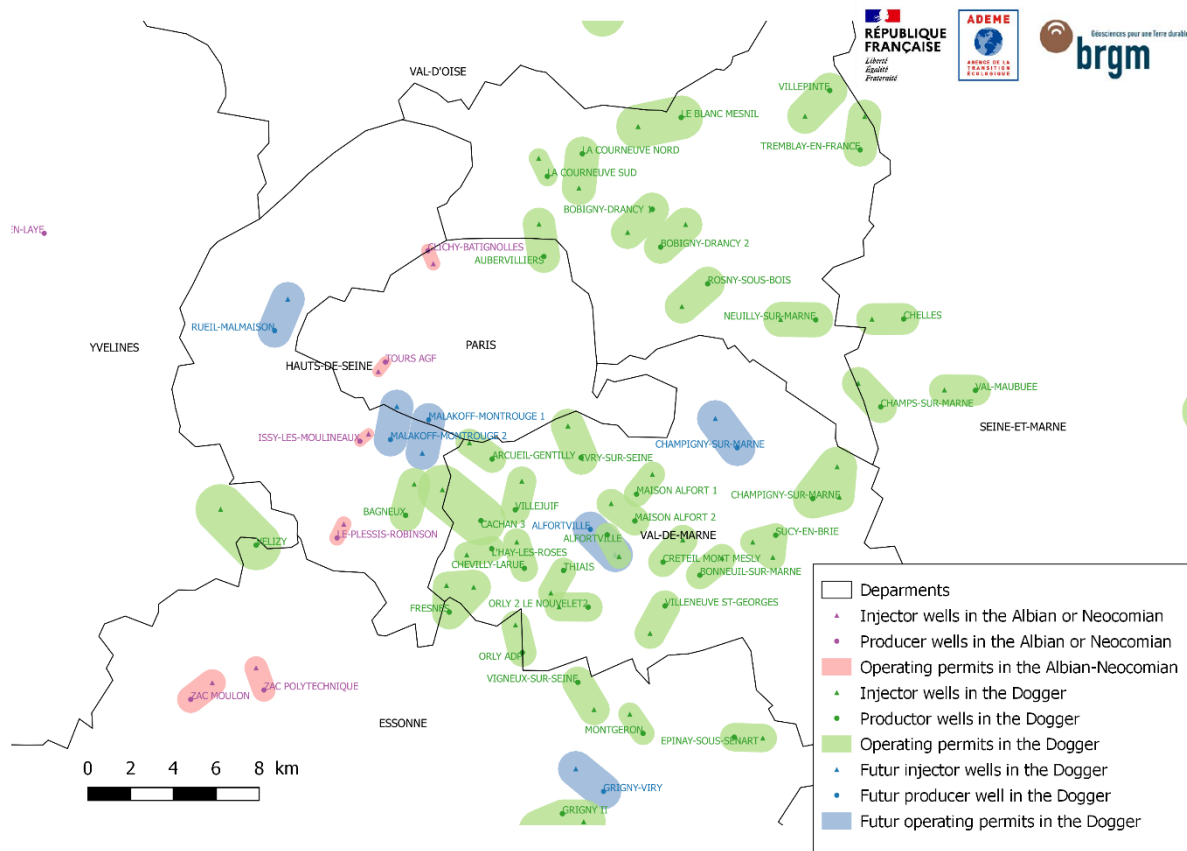 RÉPUBLIQUE
FRANÇAISE
Liberté
Égalité
Fraternité
ADEME
AGENCE DE LA
TRANSITION
ÉCOLOGIQUE
Géosciences pour une Terre durable
brgm
VAL-D'OISE
VILLEPINTE
LE BLANC MESNIL
TREMBLAY-EN-FRANCE
LA COURNEUVE NORD
LA COURNEUVE SUD
BOBIGNY-DRANCY 1
EN-LAYE
CLICHY-BATIGNOLLES
BOBIGNY-DRANCY 2
AUBERVILLIERS
ROSNY-SOUS-BOIS
NEUILLY-SUR-MARNE
CHELLES
RUEIL-MALMAISON
YVELINES
PARIS
TOURS AGF
HAUTS-DE-SEINE
VAL-MAUBUEE
CHAMPS-SUR-MARNE
MALAKOFF-MONTROUGE 1
SEINE-ET-MARNE
ISSY-LES-MOULINEAUX
MALAKOFF-MONTROUGE 2
CHAMPIGNY-SUR-MARNE
ARCUEIL-GENTILLY
IVRY-SUR-SEINE
MAISON ALFORT 1
CHAMPIGNY-SUR-MARNE
VILLEJUIF
BAGNEUX
CACHAN 3
MAISON ALFORT 2
ALFORTVILLE
LE-PLESSIS-ROBINSON
ALFORTVILLE
VAL-DE-MARNE
SUCY-EN-BRIE
VELIZY
L'HAY-LES-ROSES
CHEVILLY-LARUE
THIAIS
CRETEIL MONT MESLY
BONNEUIL-SUR-MARNE
FRESNES
ORLY 2 LE NOUVELET2
VILLENEUVE ST-GEORGES
ORLY ADP
VIGNEUX-SUR-SEINE
ZAC POLYTECHNIQUE
ZAC MOULON
ESSONNE
MONTGERON
EPINAY-SOUS-SENART
GRIGNY-VIRY
GRIGNY II
0 2 4 6 8 km
Deparments
Injector wells in the Albian or Neocomian
Producer wells in the Albian or Neocomian
Operating permits in the Albian-Neocomian
Injector wells in the Dogger
Productor wells in the Dogger
Operating permits in the Dogger
Futur injector wells in the Dogger
Futur producer well in the Dogger
Futur operating permits in the Dogger